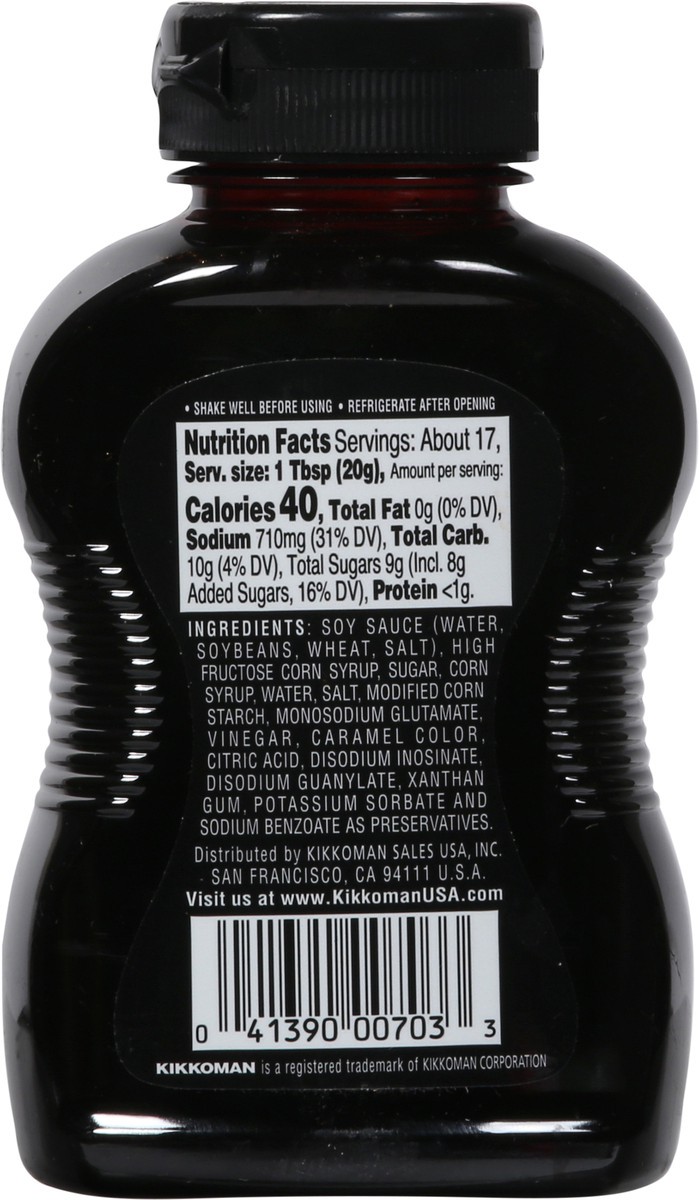 • SHAKE WELL BEFORE USING • REFRIGERATE AFTER OPENING
Nutrition Facts Servings: About 17,
Serv. size: 1 Tbsp (20g), Amount per serving:
Calories 40, Total Fat 0g (0% DV),
Sodium 710mg (31% DV), Total Carb.
10g (4% DV), Total Sugars 9g (Incl. 8g
Added Sugars, 16% DV), Protein <1g.
INGREDIENTS: SOY SAUCE (WATER,
SOYBEANS, WHEAT, SALT), HIGH
FRUCTOSE CORN SYRUP, SUGAR, CORN
SYRUP, WATER, SALT, MODIFIED CORN
STARCH, MONOSODIUM GLUTAMATE,
VINEGAR, CARAMEL COLOR,
CITRIC ACID, DISODIUM INOSINATE,
DISODIUM GUANYLATE, XANTHAN
GUM, POTASSIUM SORBATE AND
SODIUM BENZOATE AS PRESERVATIVES.
Distributed by KIKKOMAN SALES USA, INC.
SAN FRANCISCO, CA 94111 U.S.A.
Visit us at www.KikkomanUSA.com
0 41390 00703 3
KIKKOMAN is a registered trademark of KIKKOMAN CORPORATION